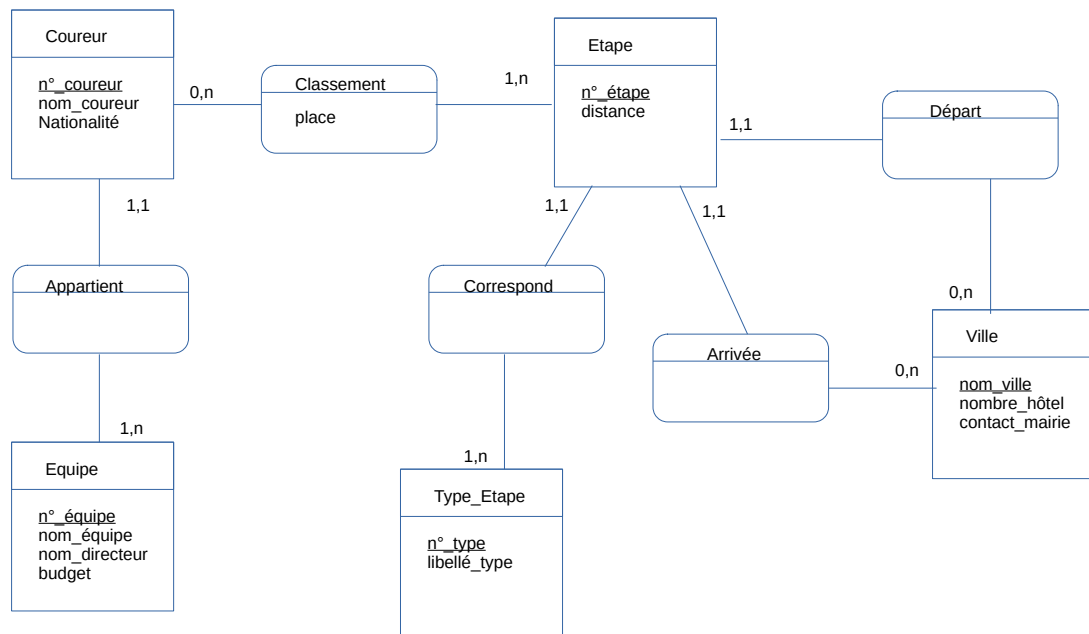 Coureur
n°_coureur
nom_coureur
Nationalité
0,n
Classement
place
1,n
Etape
n°_étape
distance
1,1
Départ
1,1
1,1
1,1
Appartient
Correspond
0,n
Arrivée
0,n
Ville
nom_ville
nombre_hôtel
contact_mairie
1,n
Equipe
n°_équipe
nom_équipe
nom_directeur
budget
1,n
Type_Etape
n°_type
libellé_type